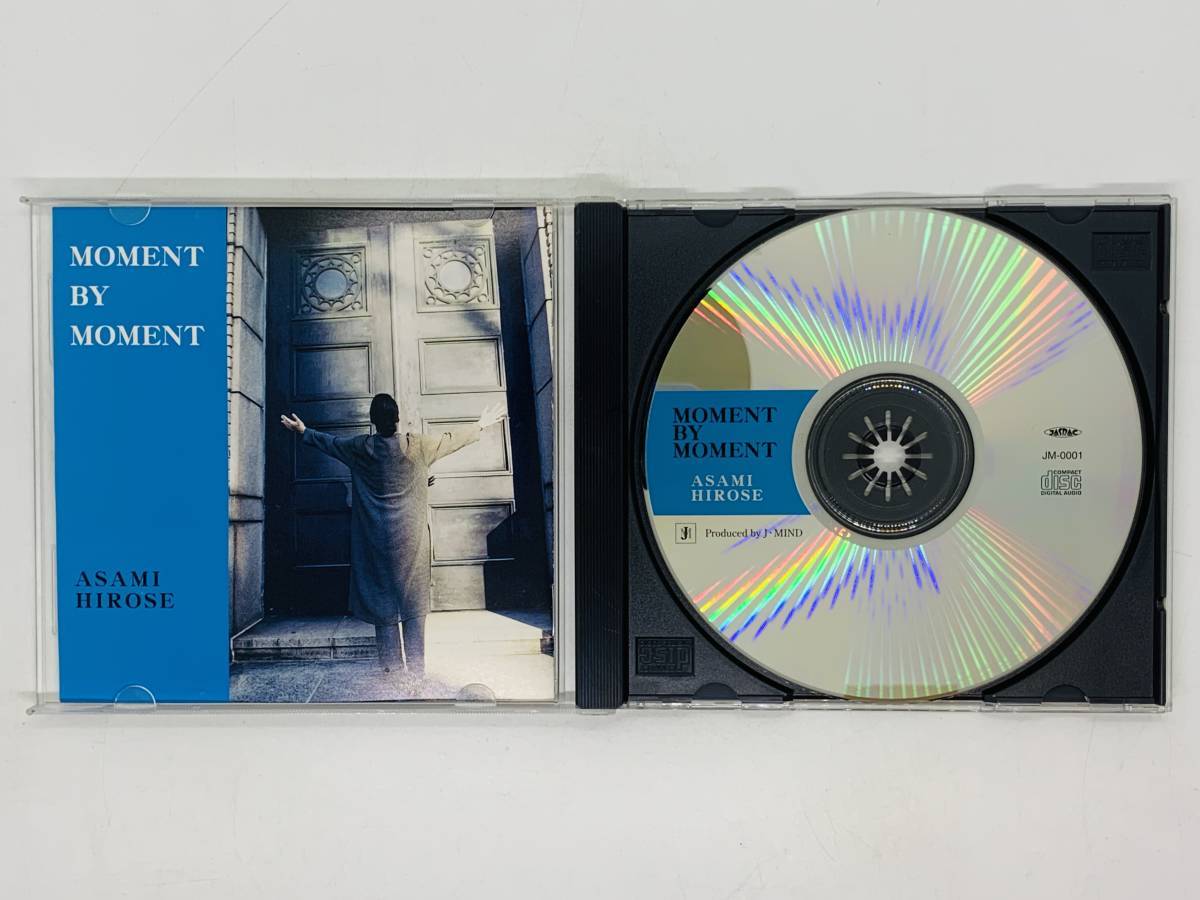 MOMENT
BY
MOMENT
ASAMI
HIROSE
MOMENT
BY
MOMENT
ASAMI
HIROSE
Produced by J・MIND
JASRAC
JM-0001
COMPACT
disc
DIGITAL AUDIO